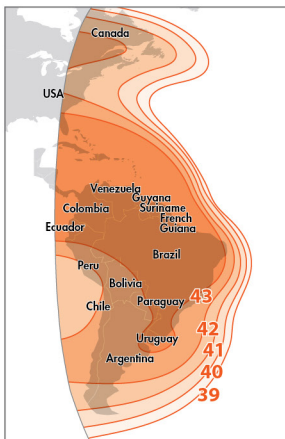 Canada
USA
Venezuela
Guyana
Colombia
Suriname
French
Guiana
Ecuador
Brazil
Peru
Bolivia
Paraguay
43
Chile
42
Uruguay
41
Argentina
40
39